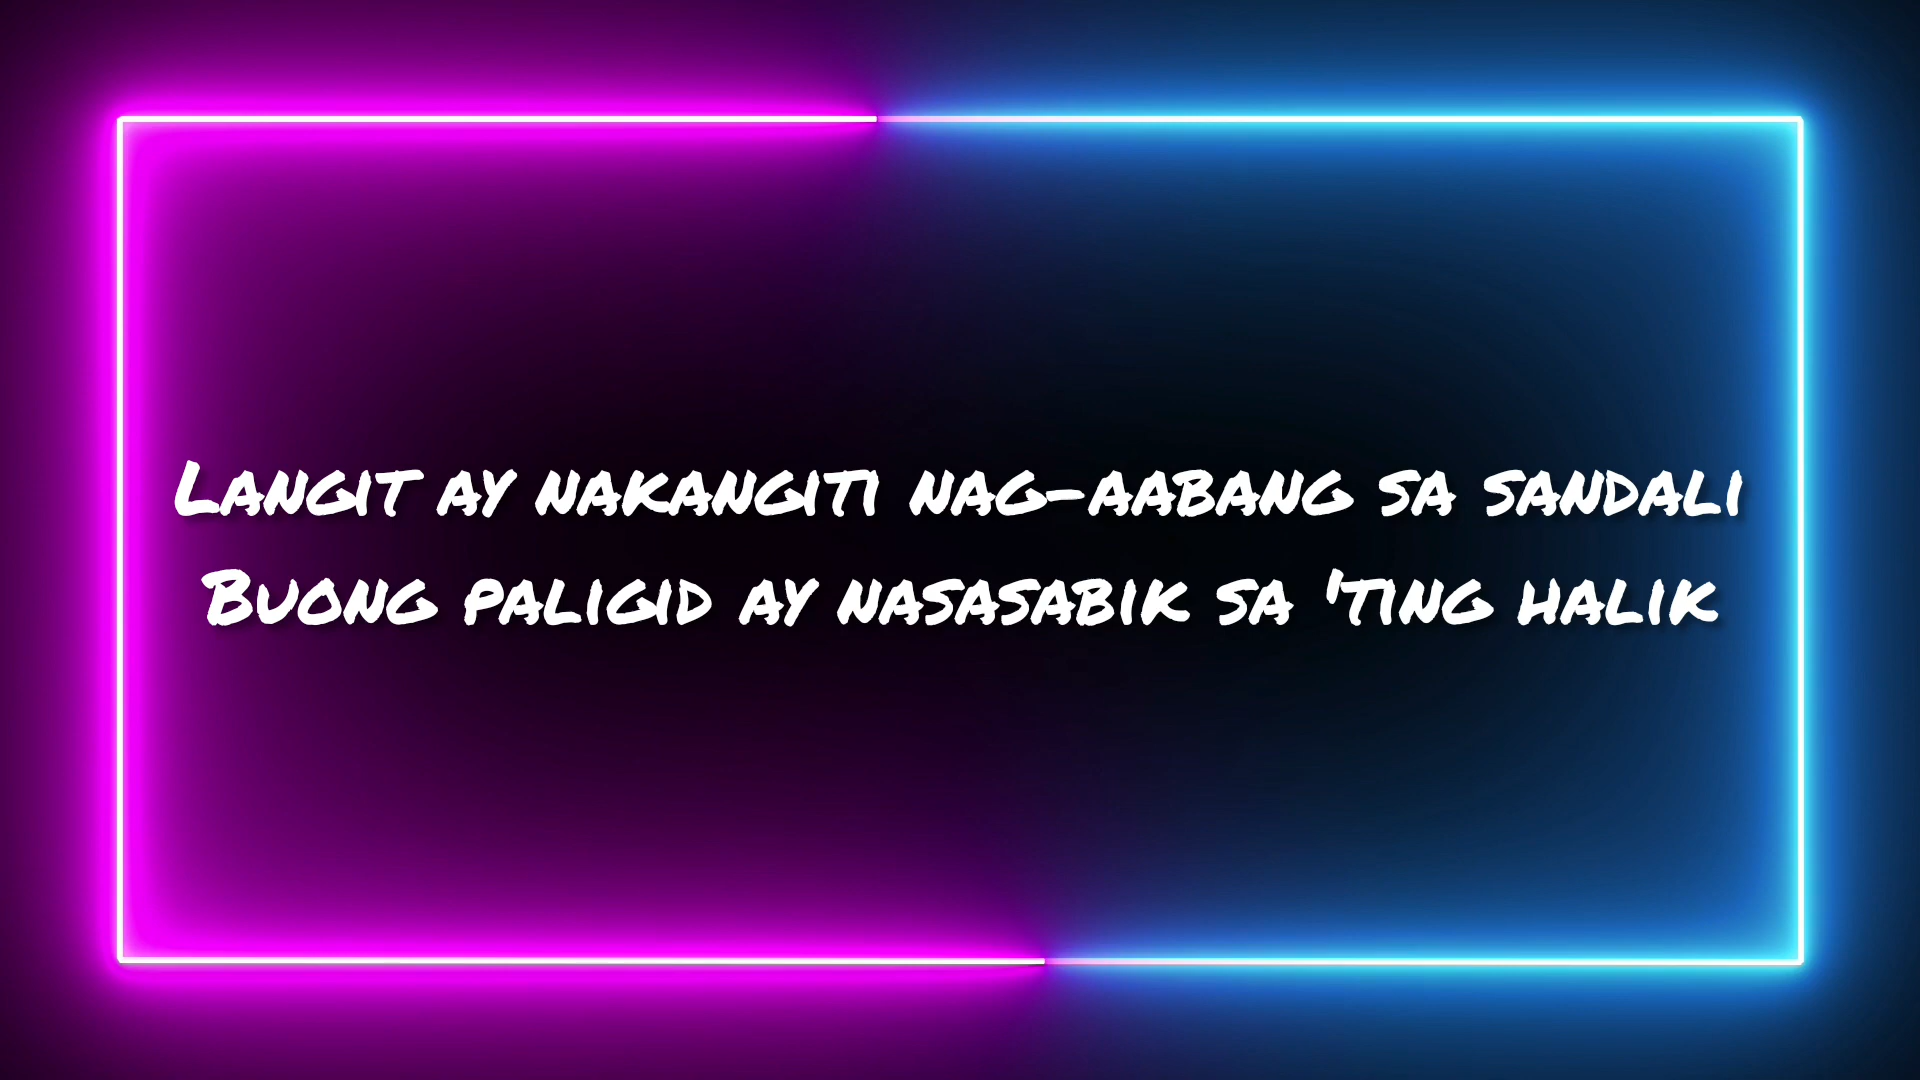 Langit ay nakangiti nag-aabang sa sandali
Buong paligid ay nasasabik sa 'ting halik